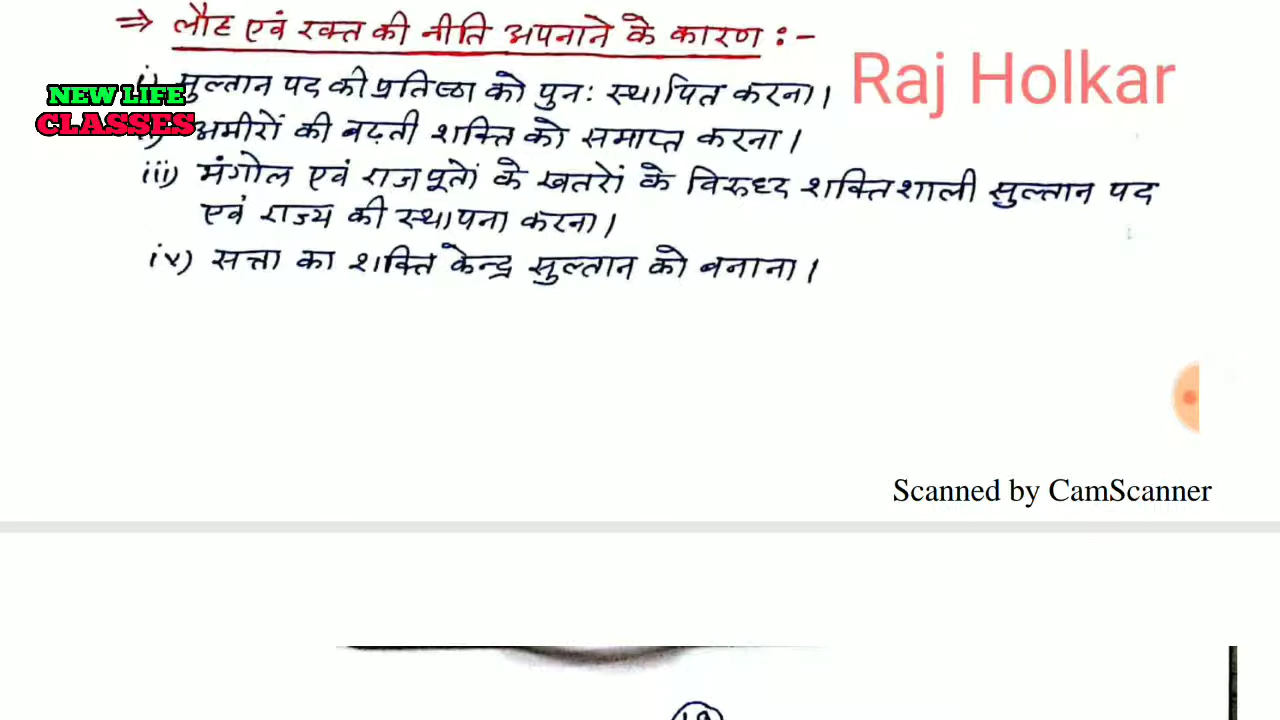 ⇒ लौह एवं रक्त की नीति अपनाने के कारण :-
i) सुल्तान पद की प्रतिष्ठा को पुनः स्थापित करना।
Raj Holkar
NEW LIFE
CLASSES
अमीरों की बढ़ती शक्ति को समाप्त करना।
iii) मंगोल एवं राजपूतों के खतरों के विरुध्द शक्तिशाली सुल्तान पद
एवं राज्य की स्थापना करना।
iv) सत्ता का शक्ति केन्द्र सुल्तान को बनाना।
Scanned by CamScanner